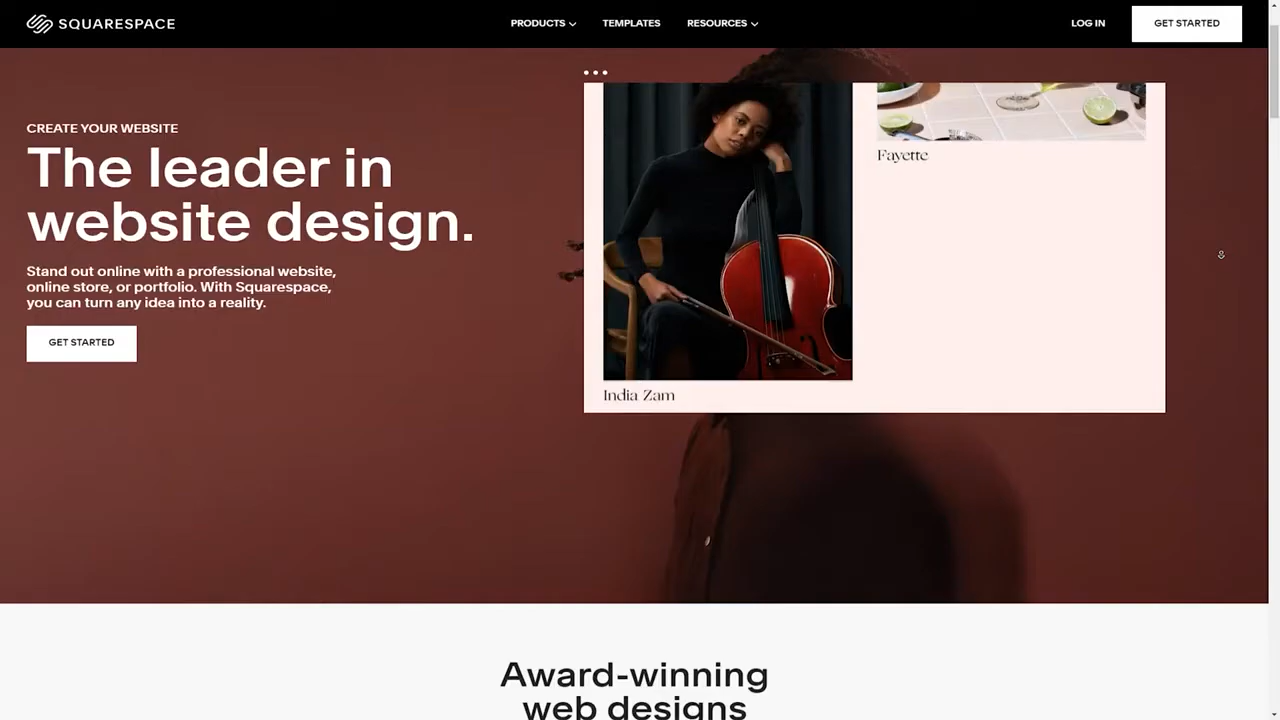 SQUARESPACE
PRODUCTS
TEMPLATES
RESOURCES
LOG IN
GET STARTED
CREATE YOUR WEBSITE
The leader in
website design.
Stand out online with a professional website,
online store, or portfolio. With Squarespace,
you can turn any idea into a reality.
GET STARTED
Fayette
India Zam
Award-winning
web designs